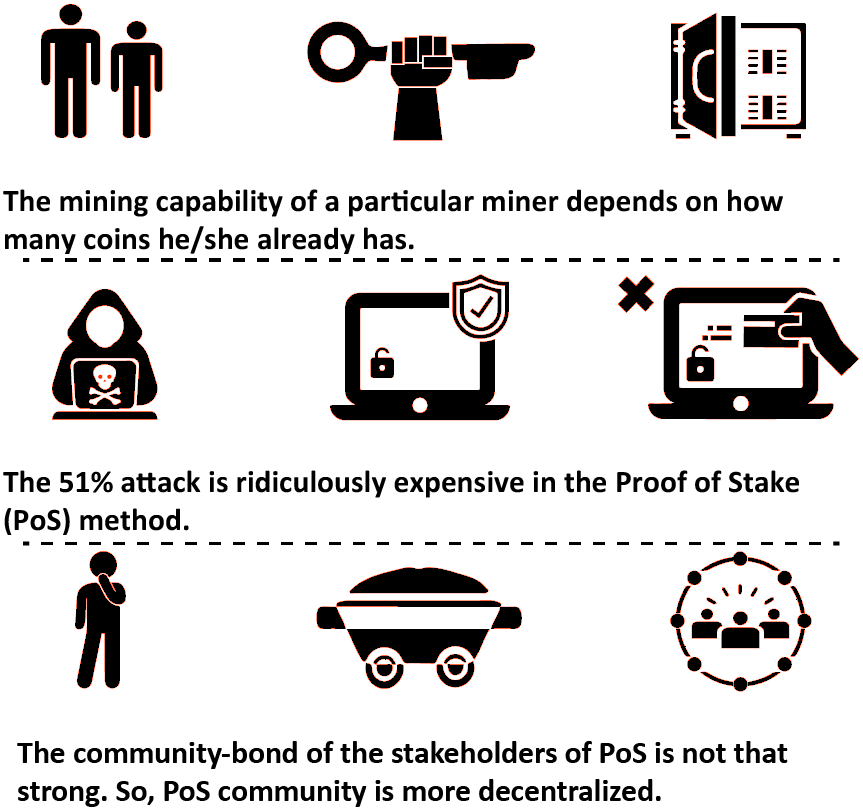 The mining capability of a particular miner depends on how
many coins he/she already has.
The 51% attack is ridiculously expensive in the Proof of Stake
(PoS) method.
The community-bond of the stakeholders of PoS is not that
strong. So, PoS community is more decentralized.